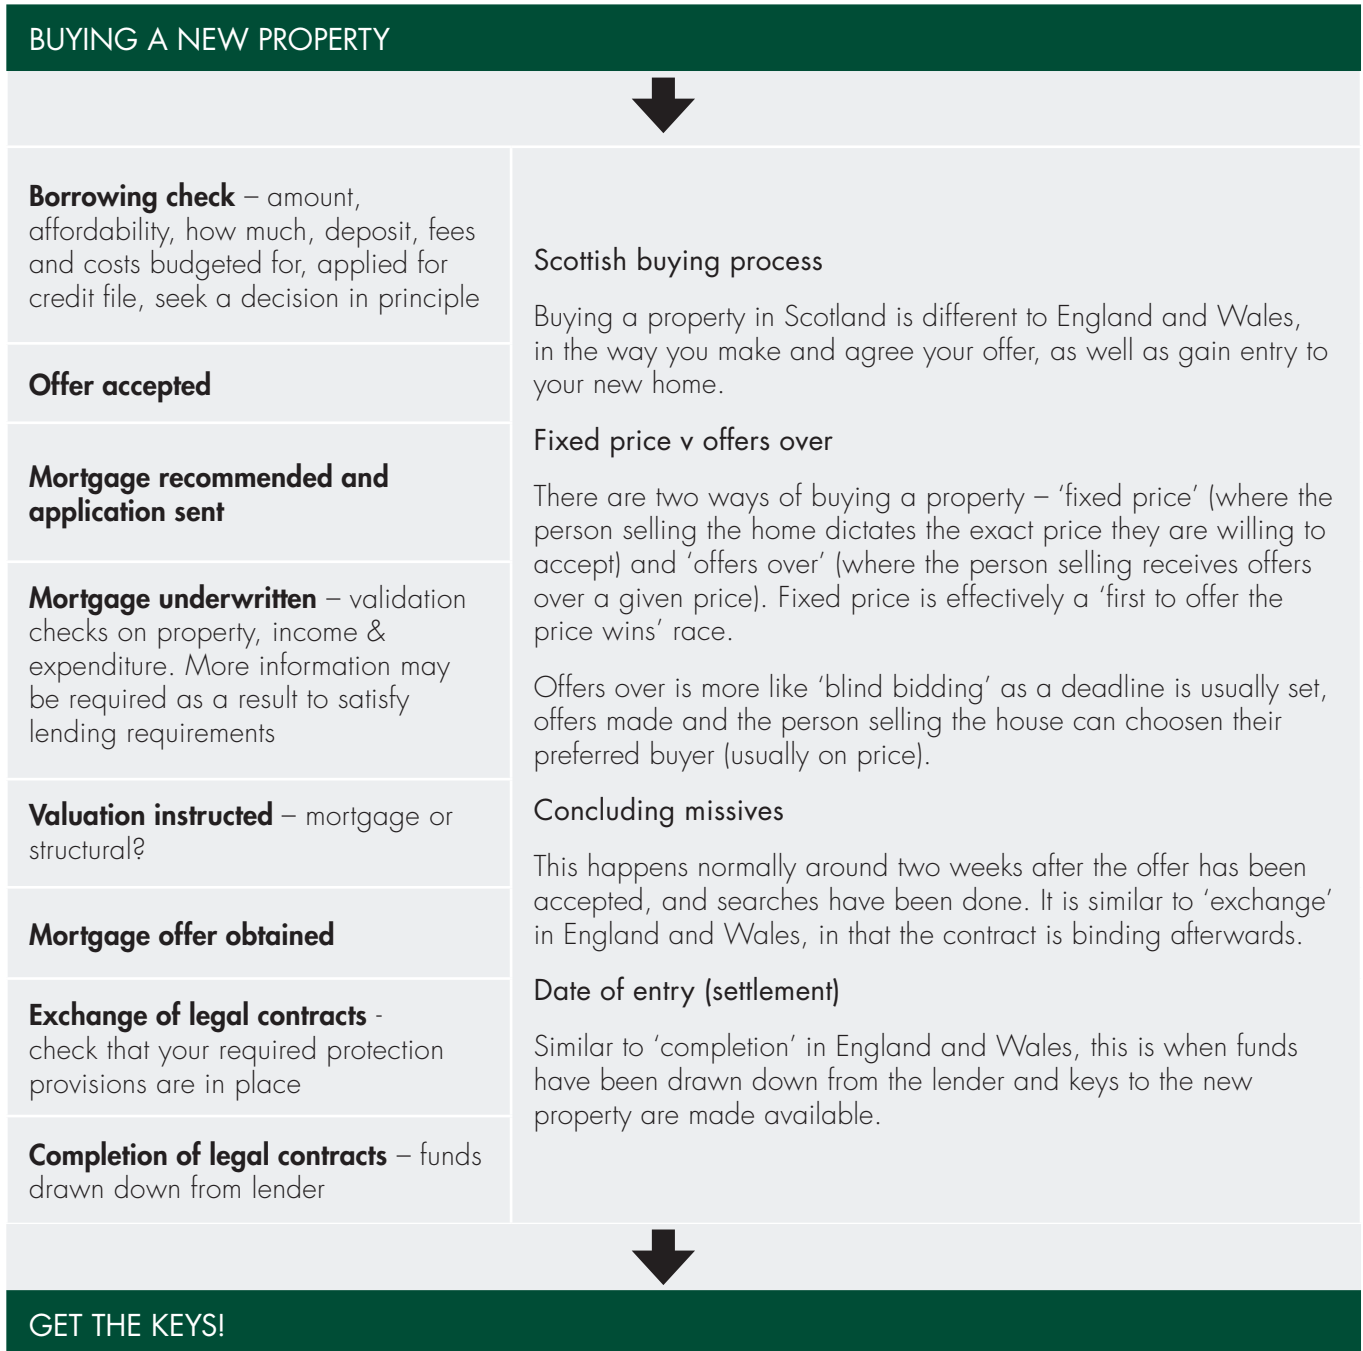 BUYING A NEW PROPERTY
Borrowing check – amount,
affordability, how much, deposit, fees
and costs budgeted for, applied for
credit file, seek a decision in principle
Offer accepted
Mortgage recommended and
application sent
Mortgage underwritten – validation
checks on property, income &
expenditure. More information may
be required as a result to satisfy
lending requirements
Valuation instructed – mortgage or
structural?
Mortgage offer obtained
Exchange of legal contracts -
check that your required protection
provisions are in place
Completion of legal contracts – funds
drawn down from lender
Scottish buying process
Buying a property in Scotland is different to England and Wales,
in the way you make and agree your offer, as well as gain entry to
your new home.
Fixed price v offers over
There are two ways of buying a property – ‘fixed price’ (where the
person selling the home dictates the exact price they are willing to
accept) and ‘offers over’ (where the person selling receives offers
over a given price). Fixed price is effectively a ‘first to offer the
price wins’ race.
Offers over is more like ‘blind bidding’ as a deadline is usually set,
offers made and the person selling the house can choosen their
preferred buyer (usually on price).
Concluding missives
This happens normally around two weeks after the offer has been
accepted, and searches have been done. It is similar to ‘exchange’
in England and Wales, in that the contract is binding afterwards.
Date of entry (settlement)
Similar to ‘completion’ in England and Wales, this is when funds
have been drawn down from the lender and keys to the new
property are made available.
GET THE KEYS!